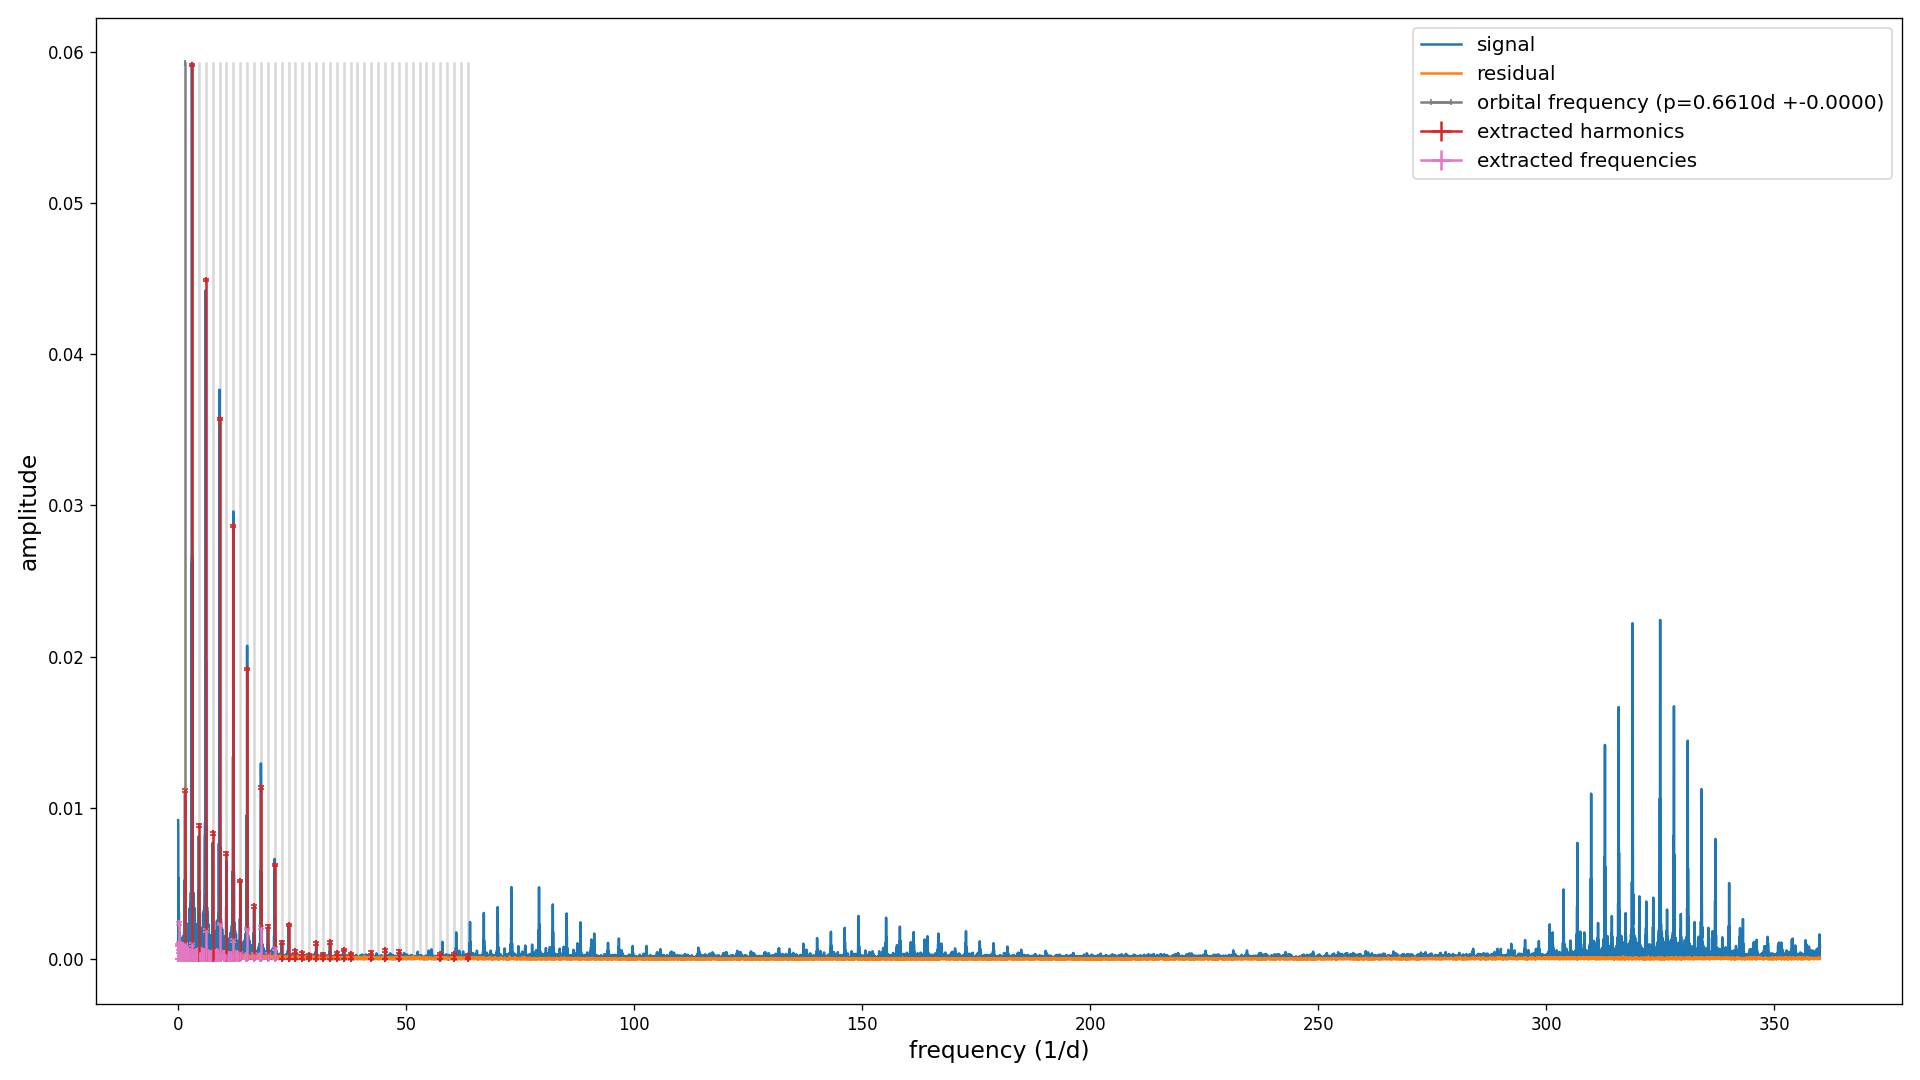 signal
residual
orbital frequency (p=0.6610d +-0.0000)
extracted harmonics
extracted frequencies
0.06
0.05
0.04
0.03
0.02
0.01
0.00
amplitude
0 50 100 150 200 250 300 350
frequency (1/d)